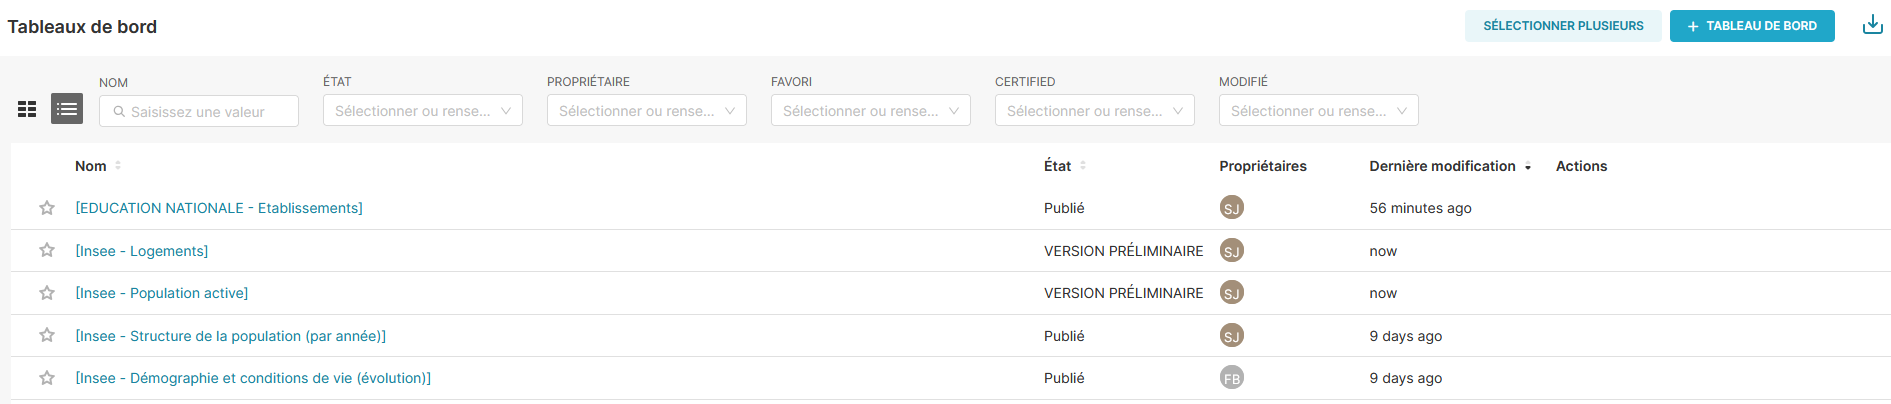 Tableaux de bord
SÉLECTIONNER PLUSIEURS
+ TABLEAU DE BORD
NOM
ÉTAT
PROPRIÉTAIRE
FAVORI
CERTIFIED
MODIFIÉ
Saisissez une valeur
Sélectionner ou rense...
Sélectionner ou rense...
Sélectionner ou rense...
Sélectionner ou rense...
Sélectionner ou rense...
Nom État Propriétaires Dernière modification Actions
[EDUCATION NATIONALE - Etablissements] Publié SJ 56 minutes ago
[Insee - Logements] VERSION PRÉLIMINAIRE SJ now
[Insee - Population active] VERSION PRÉLIMINAIRE SJ now
[Insee - Structure de la population (par année)] Publié SJ 9 days ago
[Insee - Démographie et conditions de vie (évolution)] Publié FB 9 days ago